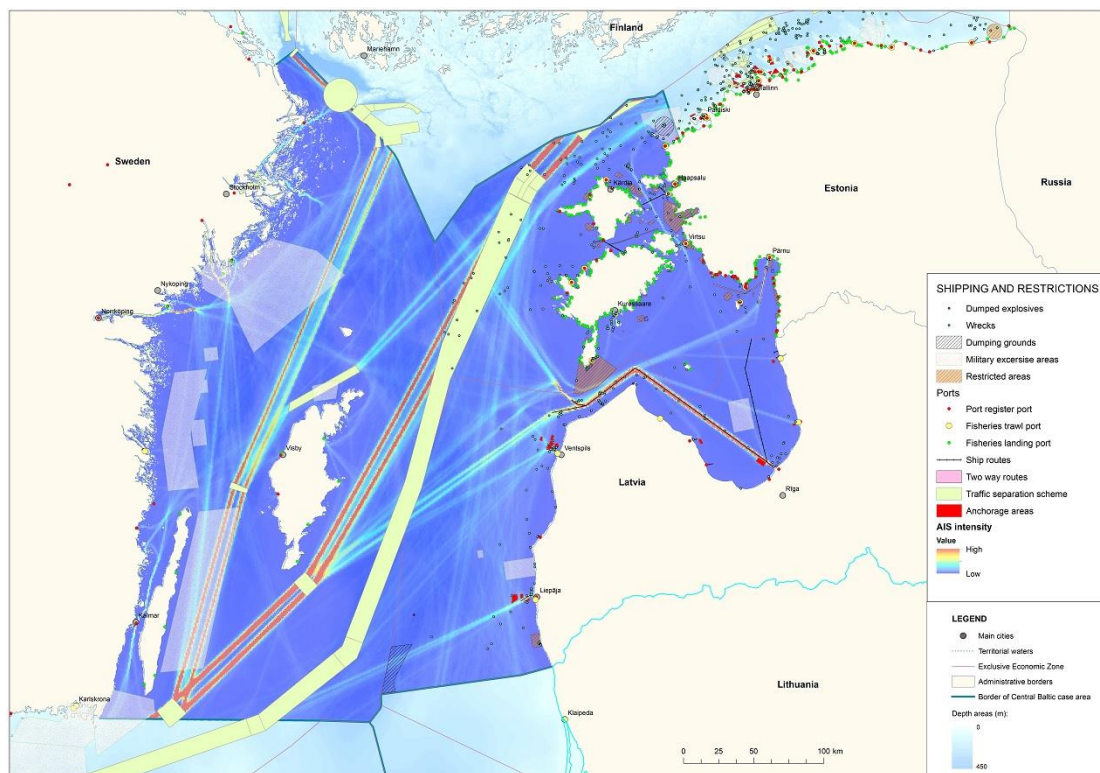 Finland
Mariehamn
Tallinn
Paldiski
Sweden
Stockholm
Kärdla
Haapsalu
Estonia
Russia
Virtsu
Pärnu
Nykoping
Norrköping
Kuressaare
Visby
Ventspils
Latvia
Rīga
Liepāja
Kalmar
Karlskrona
Klaipeda
Lithuania
0 25 50 100 km
SHIPPING AND RESTRICTIONS
Dumped explosives
Wrecks
Dumping grounds
Military excersise areas
Restricted areas
Ports
Port register port
Fisheries trawl port
Fisheries landing port
Ship routes
Two way routes
Traffic separation scheme
Anchorage areas
AIS intensity
Value
High
Low
LEGEND
Main cities
Territorial waters
Exclusive Economic Zone
Administrative borders
Border of Central Baltic case area
Depth areas (m):
450